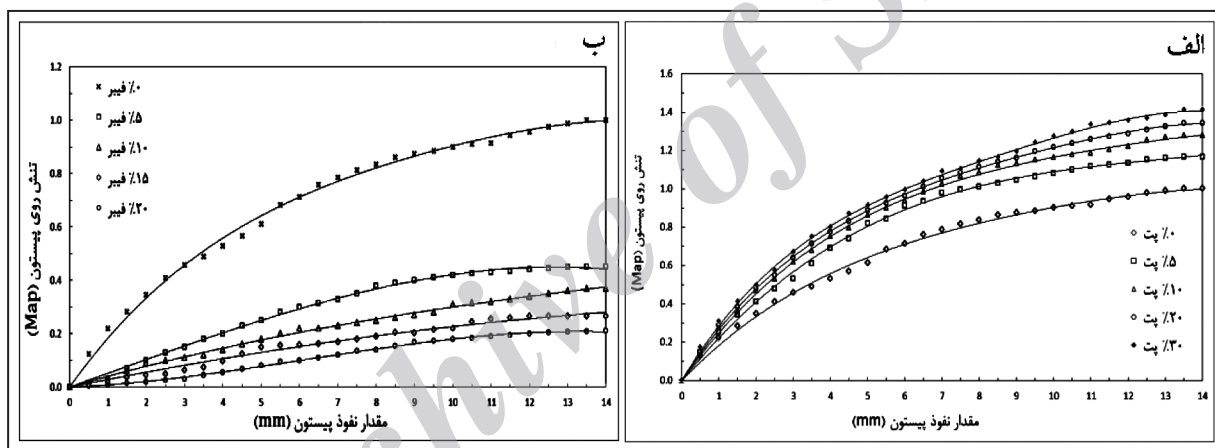 الف
1.6
1.4
1.2
1.0
0.8
0.6
0.4
0.2
0.0
0 1 2 3 4 5 6 7 8 9 10 11 12 13 14
تنش روی پیستون (Map)
مقدار نفوذ پیستون (mm)
٪۰ پت
٪۵ پت
٪۱۰ پت
٪۲۰ پت
٪۳۰ پت
ب
1.2
1.0
0.8
0.6
0.4
0.2
0.0
0 1 2 3 4 5 6 7 8 9 10 11 12 13 14
تنش روی پیستون (Map)
مقدار نفوذ پیستون (mm)
٪۰ فیبر
٪۵ فیبر
٪۱۰ فیبر
٪۱۵ فیبر
٪۲۰ فیبر
chive of S